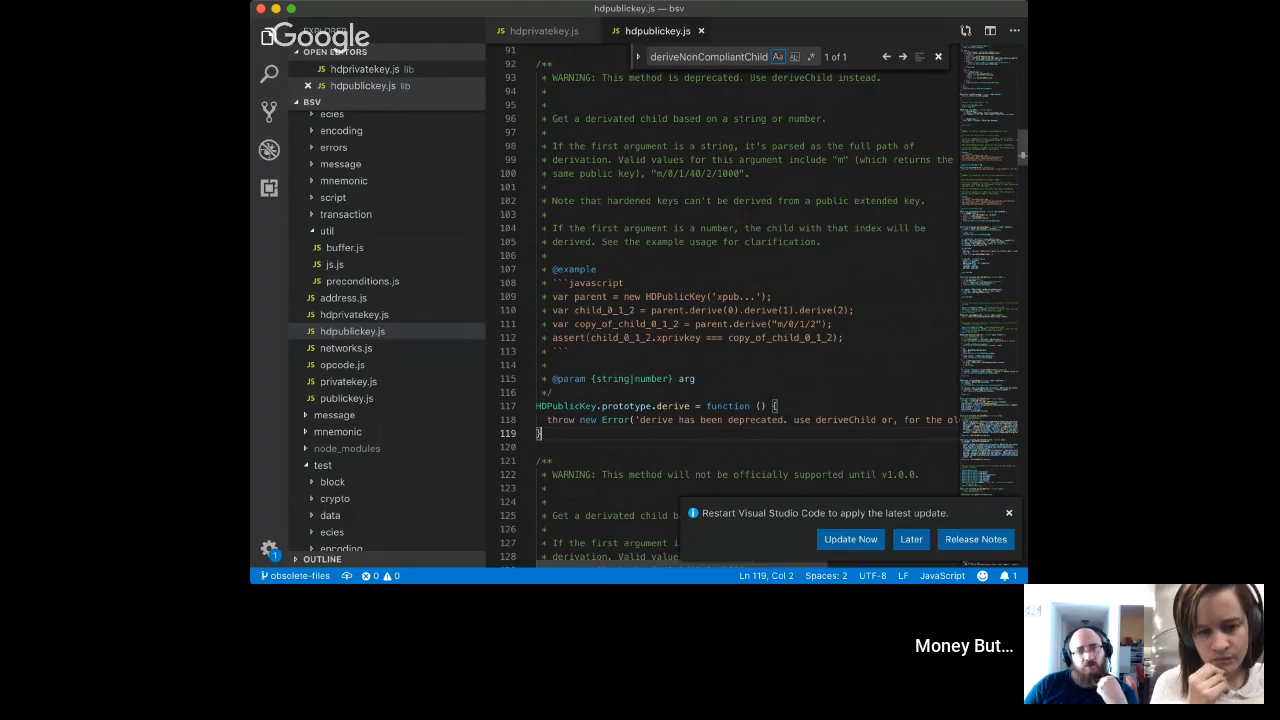 hdpublickey.js — bsv
Google
EXPLORER
OPEN EDITORS
hdprivatekey.js lib
hdpublickey.js lib
BSV
ecies
encoding
errors
message
mnemonic
script
transaction
util
buffer.js
js.js
preconditions.js
address.js
hdprivatekey.js
hdpublickey.js
networks.js
opcode.js
privatekey.js
publickey.js
message
mnemonic
node_modules
test
block
crypto
data
ecies
encoding
OUTLINE
hdprivatekey.js
hdpublickey.js
Aa
1 of 1
91
92 /**
93 WARNING: This method is deprecated. Use deriveChild instead.
94 *
95 *
96 Get a derivated child based on a string or number.
97 *
98 the first argument is a string, it's parsed as the full path of
99 Valid values for this argument include "m" (which returns the
100 public key), "m/0/1/40/2/1000".
101 *
102 that hardened keys can't be derived from a public extended key.
103 *
104 the first argument is a number, the child with that index will be
105 See the example usage for clarification.
106 *
107 * @example
108 javascript
109 parent = new HDPublicKey('xpub...');
110 child_0_1_2 = parent.derive(0).derive(1).derive(2);
111 copy_of_child_0_1_2 = parent.derive("m/0/1/2");
112 (child_0_1_2.xprivkey === copy_of_child_0_1_2);
113
114 *
115 * @param {string|number} arg
116 *
117 HDPublicKey.prototype.derive = function () {
118 new Error('derive has been deprecated. use deriveChild or, for the ol
119 }
120
121 /**
122 * WARNING: This method will not be officially supported until v1.0.0.
123 *
124 *
125 * Get a derivated child b
126 *
127 * If the first argument i
128 * derivation. Valid value
Restart Visual Studio Code to apply the latest update.
Update Now Later Release Notes
1
obsolete-files 0 0 Ln 119, Col 2 Spaces: 2 UTF-8 LF JavaScript 1
Money But...